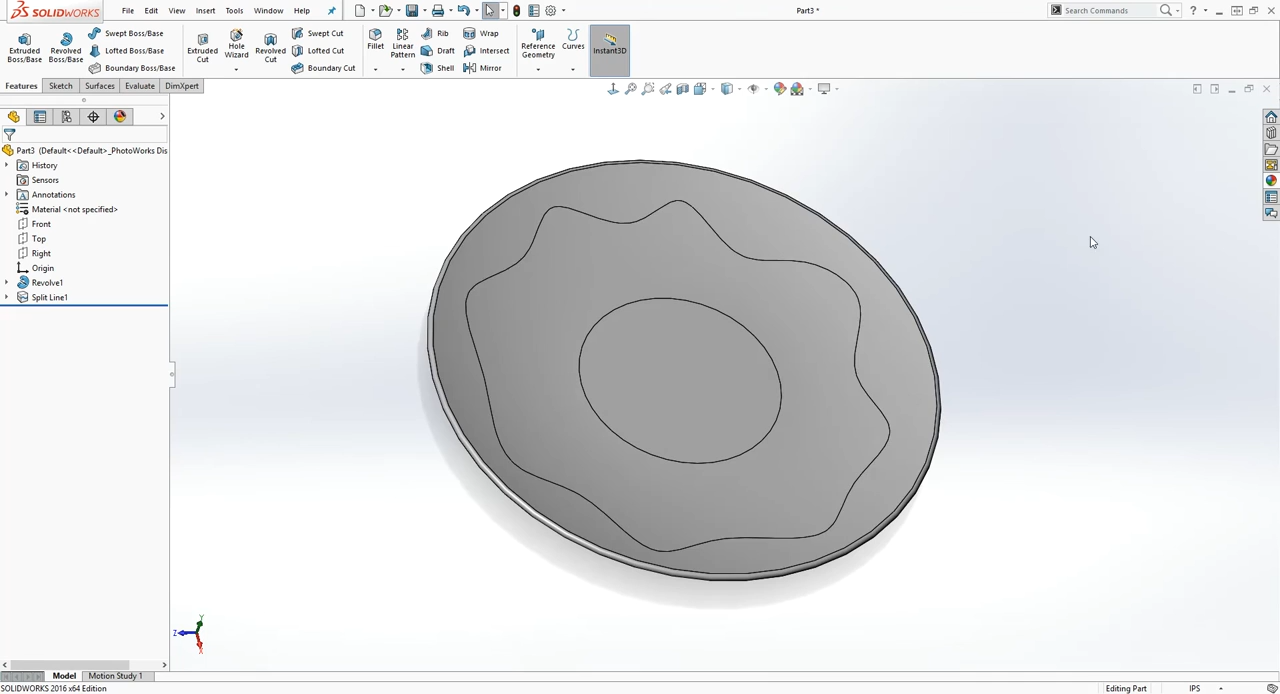 SOLIDWORKS
File Edit View Insert Tools Window Help
Part3 *
Search Commands
Extruded Boss/Base
Revolved Boss/Base
Swept Boss/Base
Lofted Boss/Base
Boundary Boss/Base
Extruded Cut
Hole Wizard
Revolved Cut
Swept Cut
Lofted Cut
Boundary Cut
Fillet
Linear Pattern
Rib
Draft
Shell
Wrap
Intersect
Mirror
Reference Geometry
Curves
Instant3D
Features Sketch Surfaces Evaluate DimXpert
Part3 (Default<<Default>_PhotoWorks Dis
History
Sensors
Annotations
Material <not specified>
Front
Top
Right
Origin
Revolve1
Split Line1
Y
Z
X
Model Motion Study 1
SOLIDWORKS 2016 x64 Edition
Editing Part
IPS